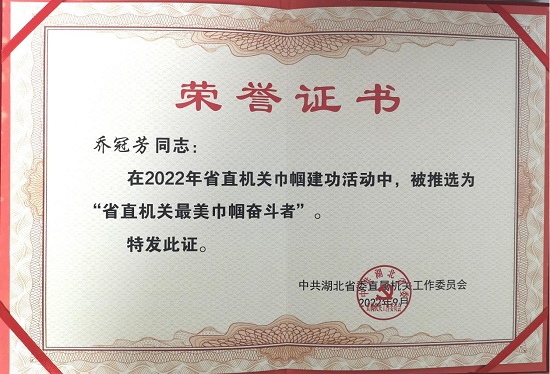 荣誉证书
乔冠芳同志：
在2022年省直机关巾帼建功活动中，被推选为
“省直机关最美巾帼奋斗者”。
特发此证。
中共湖北省委直属机关工作委员会
2022年9月